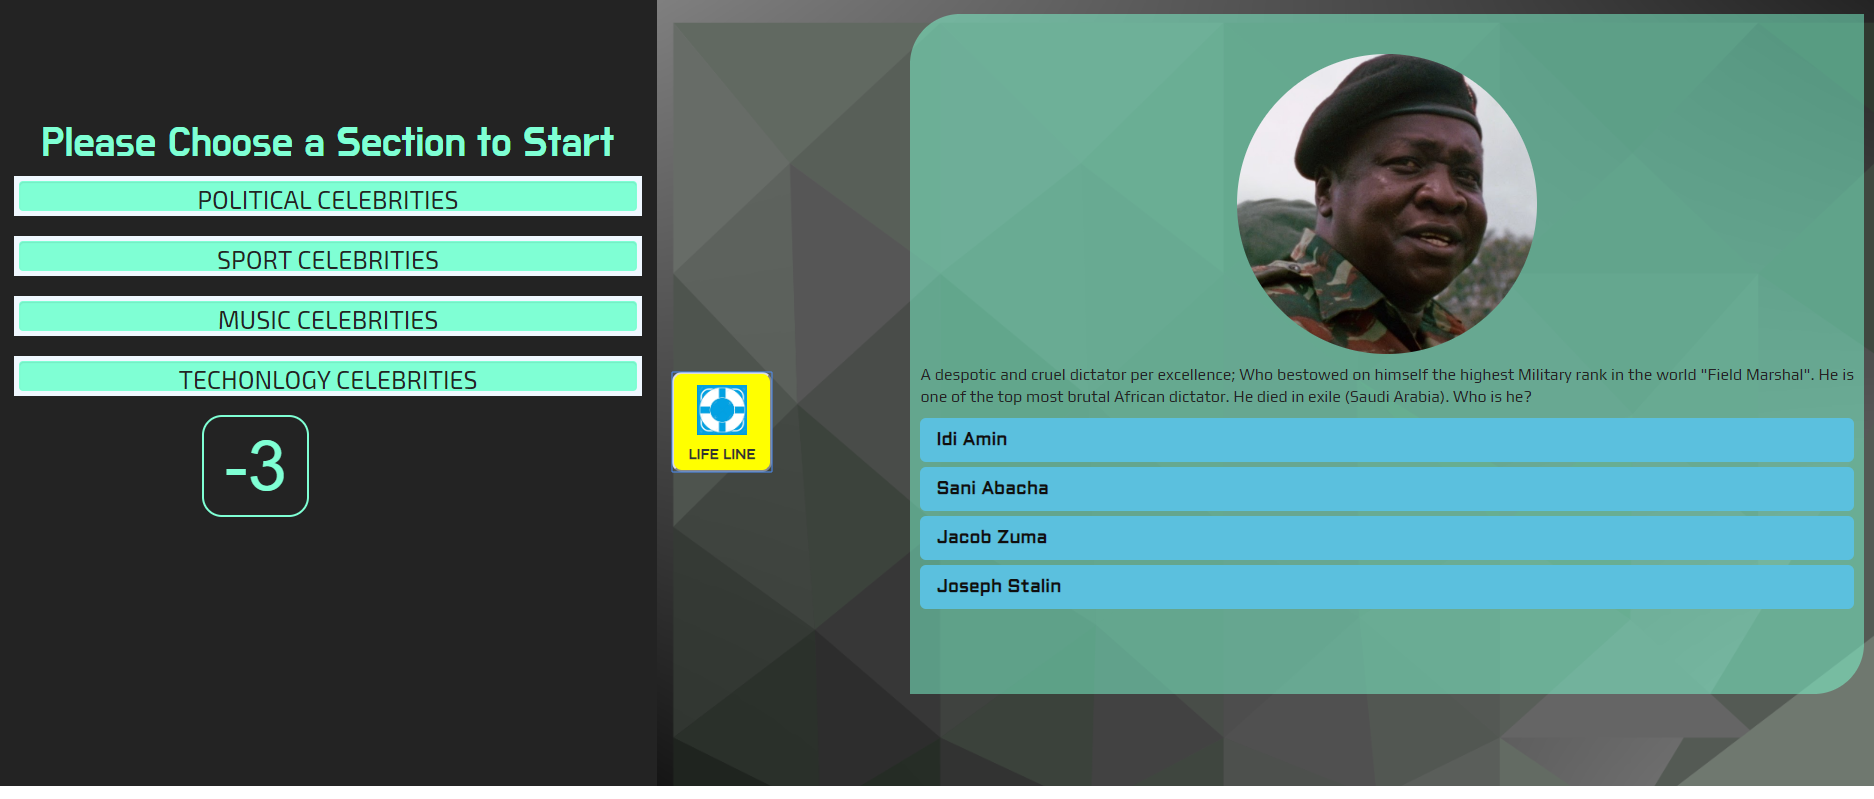 Please Choose a Section to Start
POLITICAL CELEBRITIES
SPORT CELEBRITIES
MUSIC CELEBRITIES
TECHONLOGY CELEBRITIES
-3
LIFE LINE
A despotic and cruel dictator per excellence; Who bestowed on himself the highest Military rank in the world "Field Marshal". He is
one of the top most brutal African dictator. He died in exile (Saudi Arabia). Who is he?
Idi Amin
Sani Abacha
Jacob Zuma
Joseph Stalin